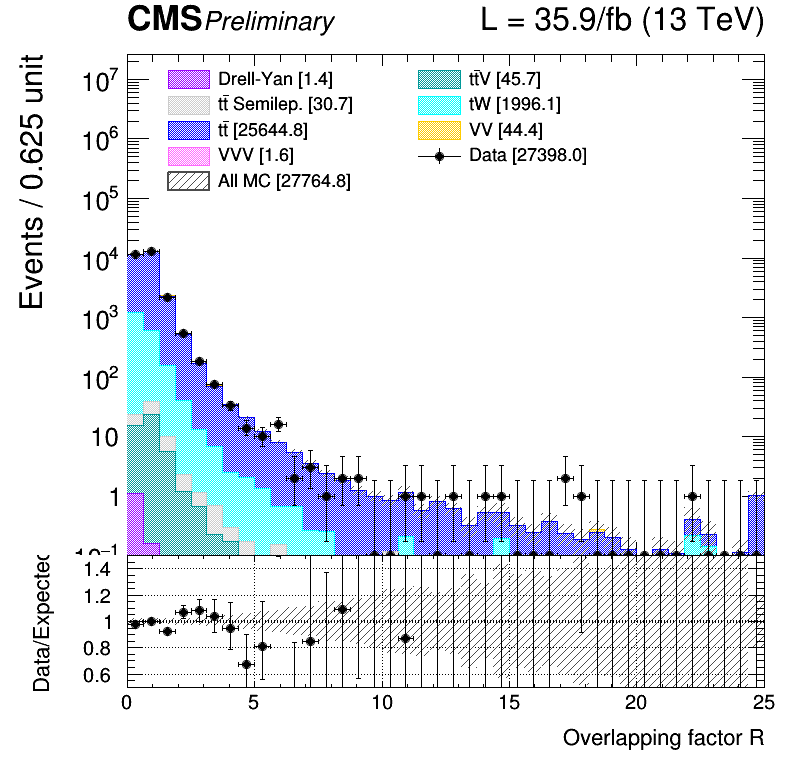 CMS Preliminary L = 35.9/fb (13 TeV)
Events / 0.625 unit
Drell-Yan [1.4]
tt̄ Semilep. [30.7]
tt̄ [25644.8]
VVV [1.6]
All MC [27764.8]
tt̄V [45.7]
tW [1996.1]
VV [44.4]
Data [27398.0]
10⁷
10⁶
10⁵
10⁴
10³
10²
10
1
10⁻¹
Data/Expected
1.4
1.2
1
0.8
0.6
0 5 10 15 20 25
Overlapping factor R